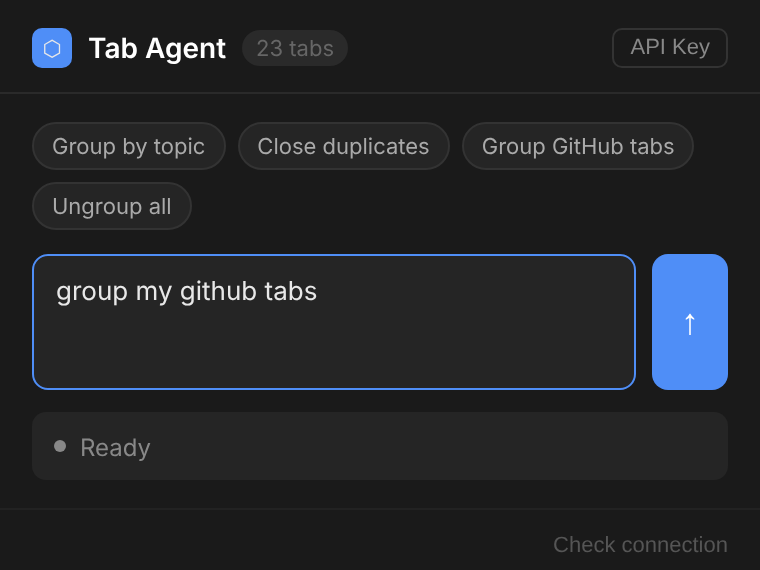 Tab Agent 23 tabs API Key
Group by topic Close duplicates Group GitHub tabs
Ungroup all
group my github tabs
↑
Ready
Check connection